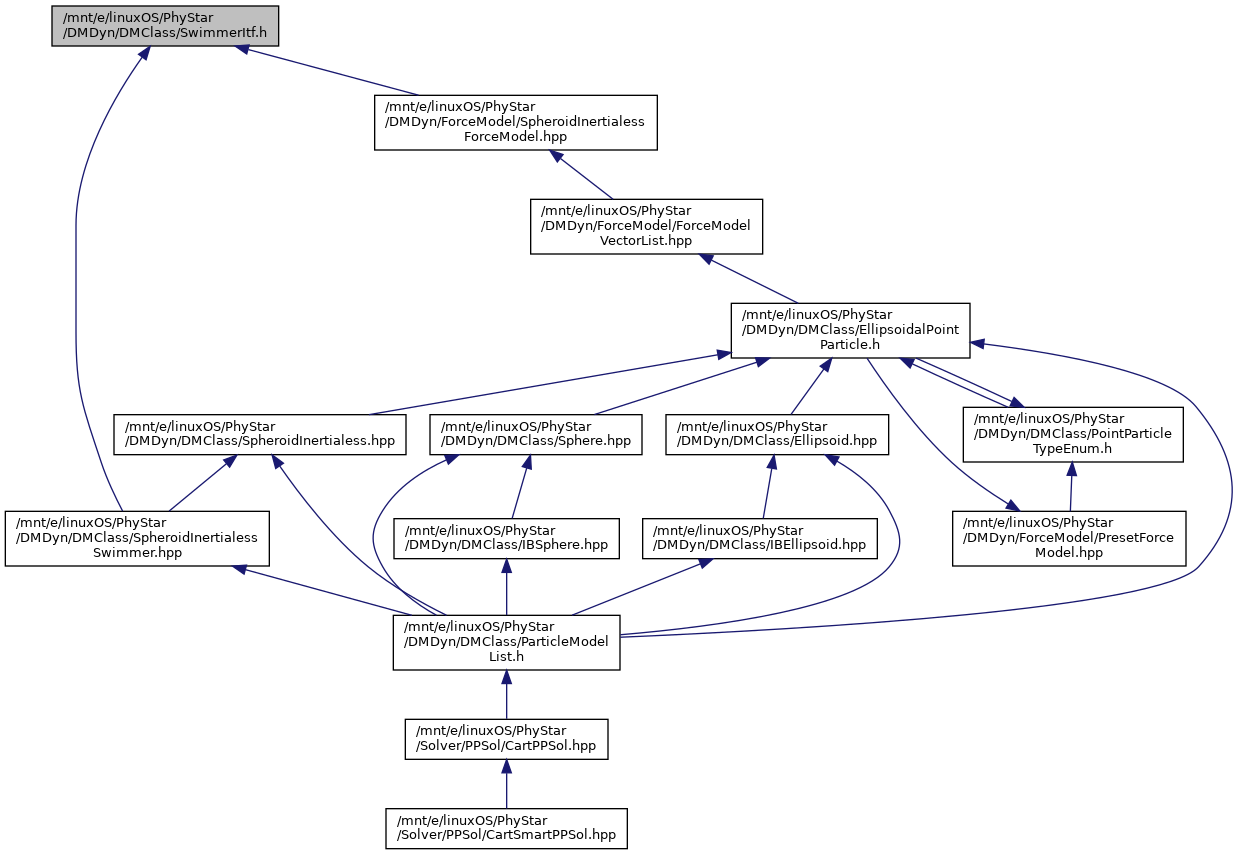 /mnt/e/linuxOS/PhyStar
/DMDyn/DMClass/SwimmerItf.h
/mnt/e/linuxOS/PhyStar
/DMDyn/ForceModel/SpheroidInertialess
ForceModel.hpp
/mnt/e/linuxOS/PhyStar
/DMDyn/ForceModel/ForceModel
VectorList.hpp
/mnt/e/linuxOS/PhyStar
/DMDyn/DMClass/EllipsoidalPoint
Particle.h
/mnt/e/linuxOS/PhyStar
/DMDyn/DMClass/SpheroidInertialess.hpp
/mnt/e/linuxOS/PhyStar
/DMDyn/DMClass/Sphere.hpp
/mnt/e/linuxOS/PhyStar
/DMDyn/DMClass/Ellipsoid.hpp
/mnt/e/linuxOS/PhyStar
/DMDyn/DMClass/PointParticle
TypeEnum.h
/mnt/e/linuxOS/PhyStar
/DMDyn/DMClass/SpheroidInertialess
Swimmer.hpp
/mnt/e/linuxOS/PhyStar
/DMDyn/DMClass/IBSphere.hpp
/mnt/e/linuxOS/PhyStar
/DMDyn/DMClass/IBEllipsoid.hpp
/mnt/e/linuxOS/PhyStar
/DMDyn/ForceModel/PresetForce
Model.hpp
/mnt/e/linuxOS/PhyStar
/DMDyn/DMClass/ParticleModel
List.h
/mnt/e/linuxOS/PhyStar
/Solver/PPSol/CartPPSol.hpp
/mnt/e/linuxOS/PhyStar
/Solver/PPSol/CartSmartPPSol.hpp